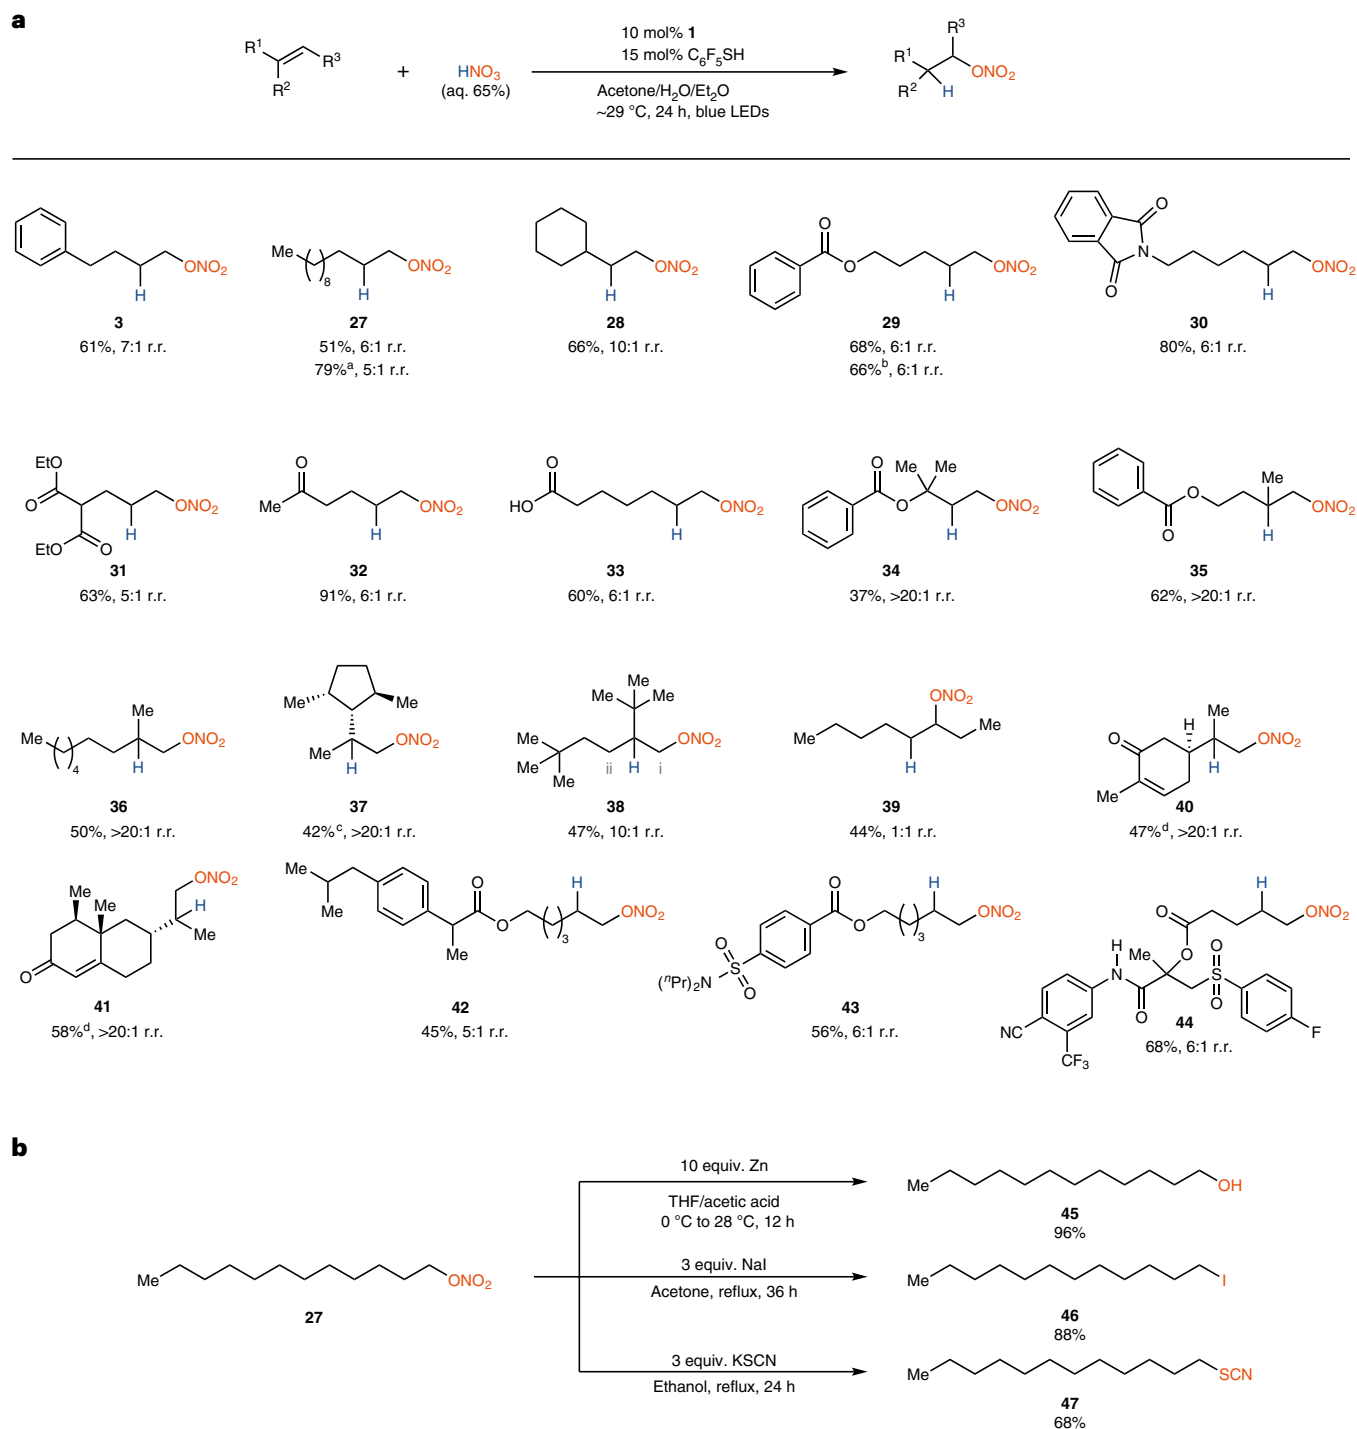 a
R1
R2
R3
+
HNO3
(aq. 65%)
10 mol% 1
15 mol% C6F5SH
Acetone/H2O/Et2O
~29 °C, 24 h, blue LEDs
R3
R1
R2
H
ONO2
ONO2
H
3
61%, 7:1 r.r.
Me
8
ONO2
H
27
51%, 6:1 r.r.
79%a, 5:1 r.r.
ONO2
H
28
66%, 10:1 r.r.
O
O
ONO2
H
29
68%, 6:1 r.r.
66%b, 6:1 r.r.
O
N
O
ONO2
H
30
80%, 6:1 r.r.
EtO
O
EtO
O
ONO2
H
31
63%, 5:1 r.r.
O
Me
ONO2
H
32
91%, 6:1 r.r.
O
HO
ONO2
H
33
60%, 6:1 r.r.
O
O
Me
Me
ONO2
H
34
37%, >20:1 r.r.
O
O
Me
ONO2
H
35
62%, >20:1 r.r.
Me
4
Me
ONO2
H
36
50%, >20:1 r.r.
Me
Me
Me
ONO2
H
37
42%c, >20:1 r.r.
Me
Me
Me
Me
Me
Me
ONO2
ii
H
i
38
47%, 10:1 r.r.
ONO2
Me
Me
H
39
44%, 1:1 r.r.
O
Me
H
Me
ONO2
H
40
47%d, >20:1 r.r.
Me
Me
O
ONO2
H
Me
41
58%d, >20:1 r.r.
Me
Me
Me
O
O
3
H
ONO2
42
45%, 5:1 r.r.
(nPr)2N
S
O
O
O
O
3
H
ONO2
43
56%, 6:1 r.r.
H
ONO2
O
O
Me
H
N
O
S
O
O
F
NC
CF3
44
68%, 6:1 r.r.
b
Me
ONO2
27
10 equiv. Zn
THF/acetic acid
0 °C to 28 °C, 12 h
Me
OH
45
96%
3 equiv. NaI
Acetone, reflux, 36 h
Me
I
46
88%
3 equiv. KSCN
Ethanol, reflux, 24 h
Me
SCN
47
68%